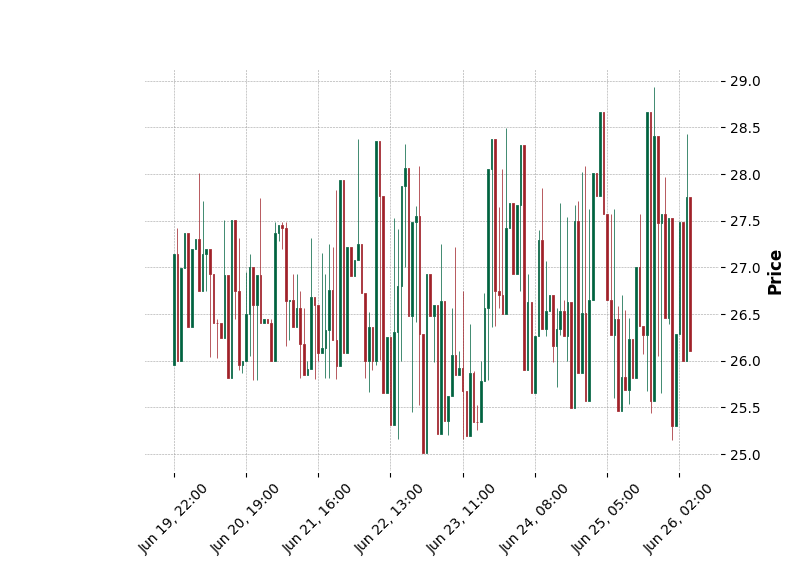 29.0
28.5
28.0
27.5
27.0
26.5
26.0
25.5
25.0
Price
Jun 19, 22:00
Jun 20, 19:00
Jun 21, 16:00
Jun 22, 13:00
Jun 23, 11:00
Jun 24, 08:00
Jun 25, 05:00
Jun 26, 02:00